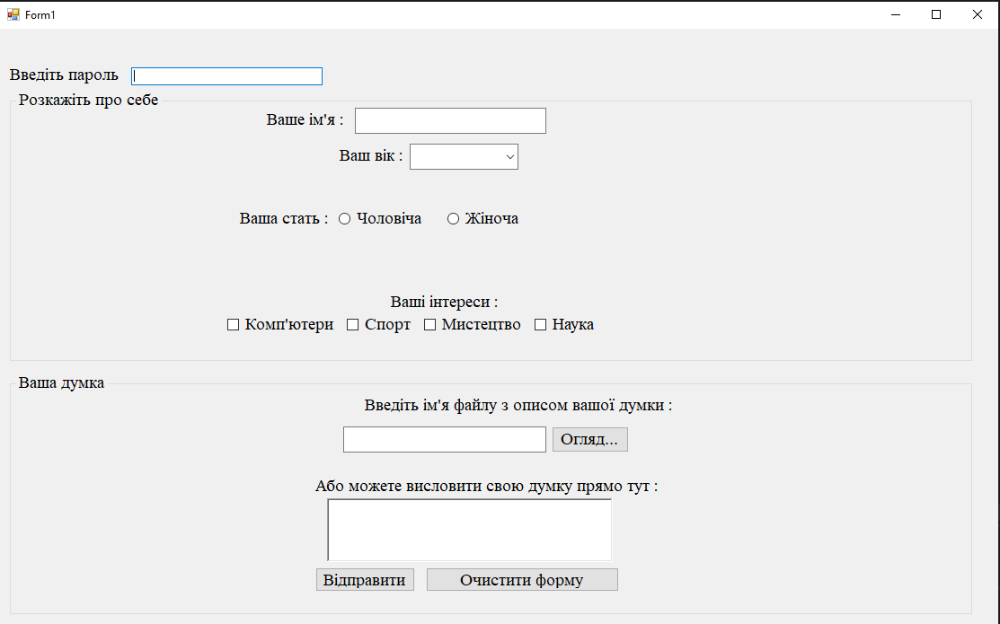 Form1
Введіть пароль
Розкажіть про себе
Ваше ім'я :
Ваш вік :
Ваша стать : Чоловіча Жіноча
Ваші інтереси :
Комп'ютери Спорт Мистецтво Наука
Ваша думка
Введіть ім'я файлу з описом вашої думки :
Огляд...
Або можете висловити свою думку прямо тут :
Відправити Очистити форму